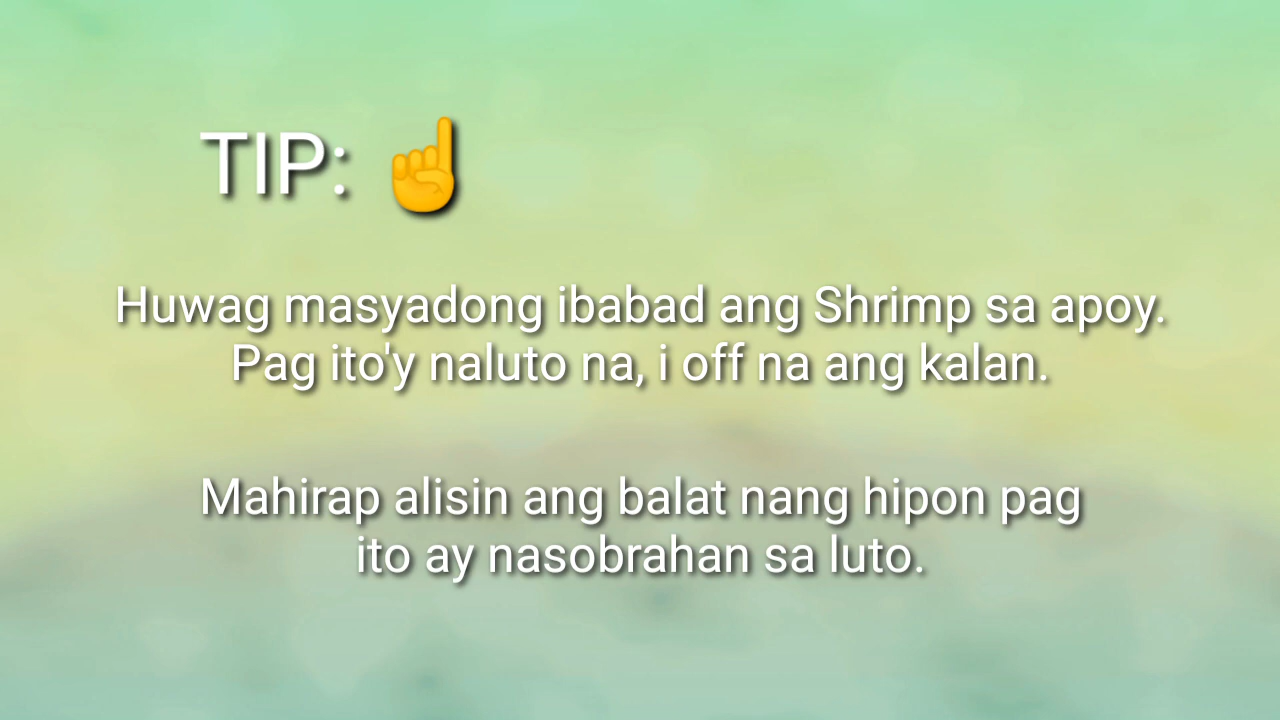 TIP: ☝
Huwag masyadong ibabad ang Shrimp sa apoy.
Pag ito'y naluto na, i off na ang kalan.
Mahirap alisin ang balat nang hipon pag
ito ay nasobrahan sa luto.